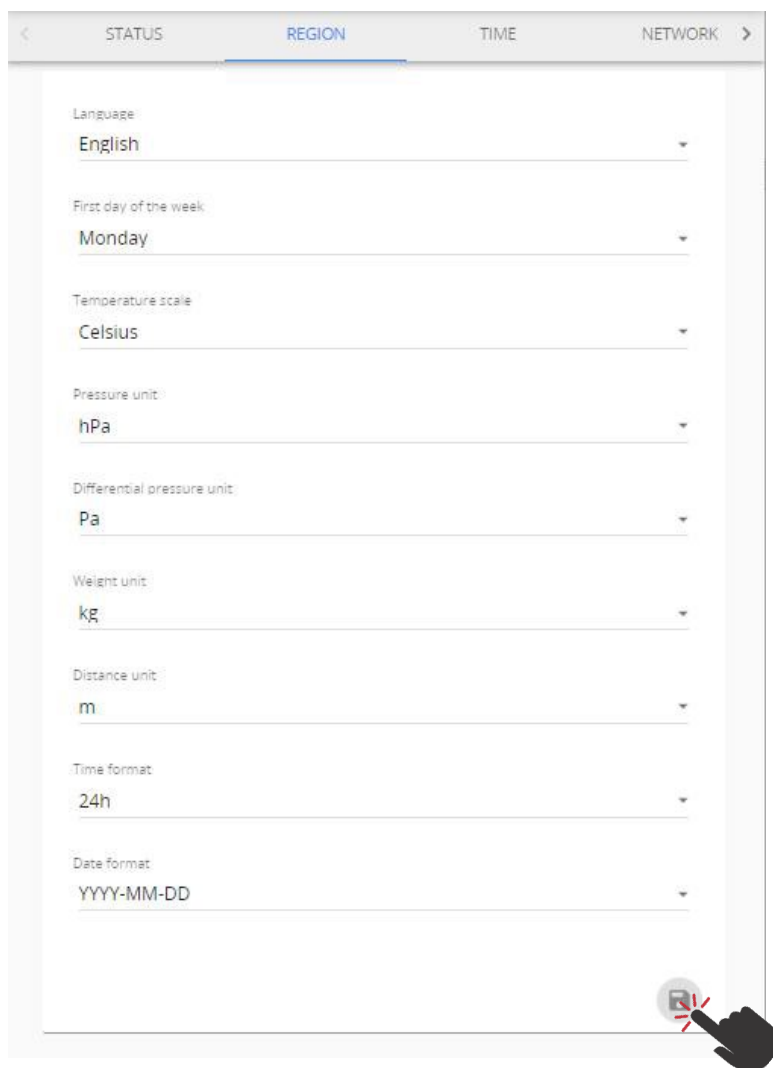 STATUS REGION TIME NETWORK
Language
English
First day of the week
Monday
Temperature scale
Celsius
Pressure unit
hPa
Differential pressure unit
Pa
Weight unit
kg
Distance unit
m
Time format
24h
Date format
YYYY-MM-DD